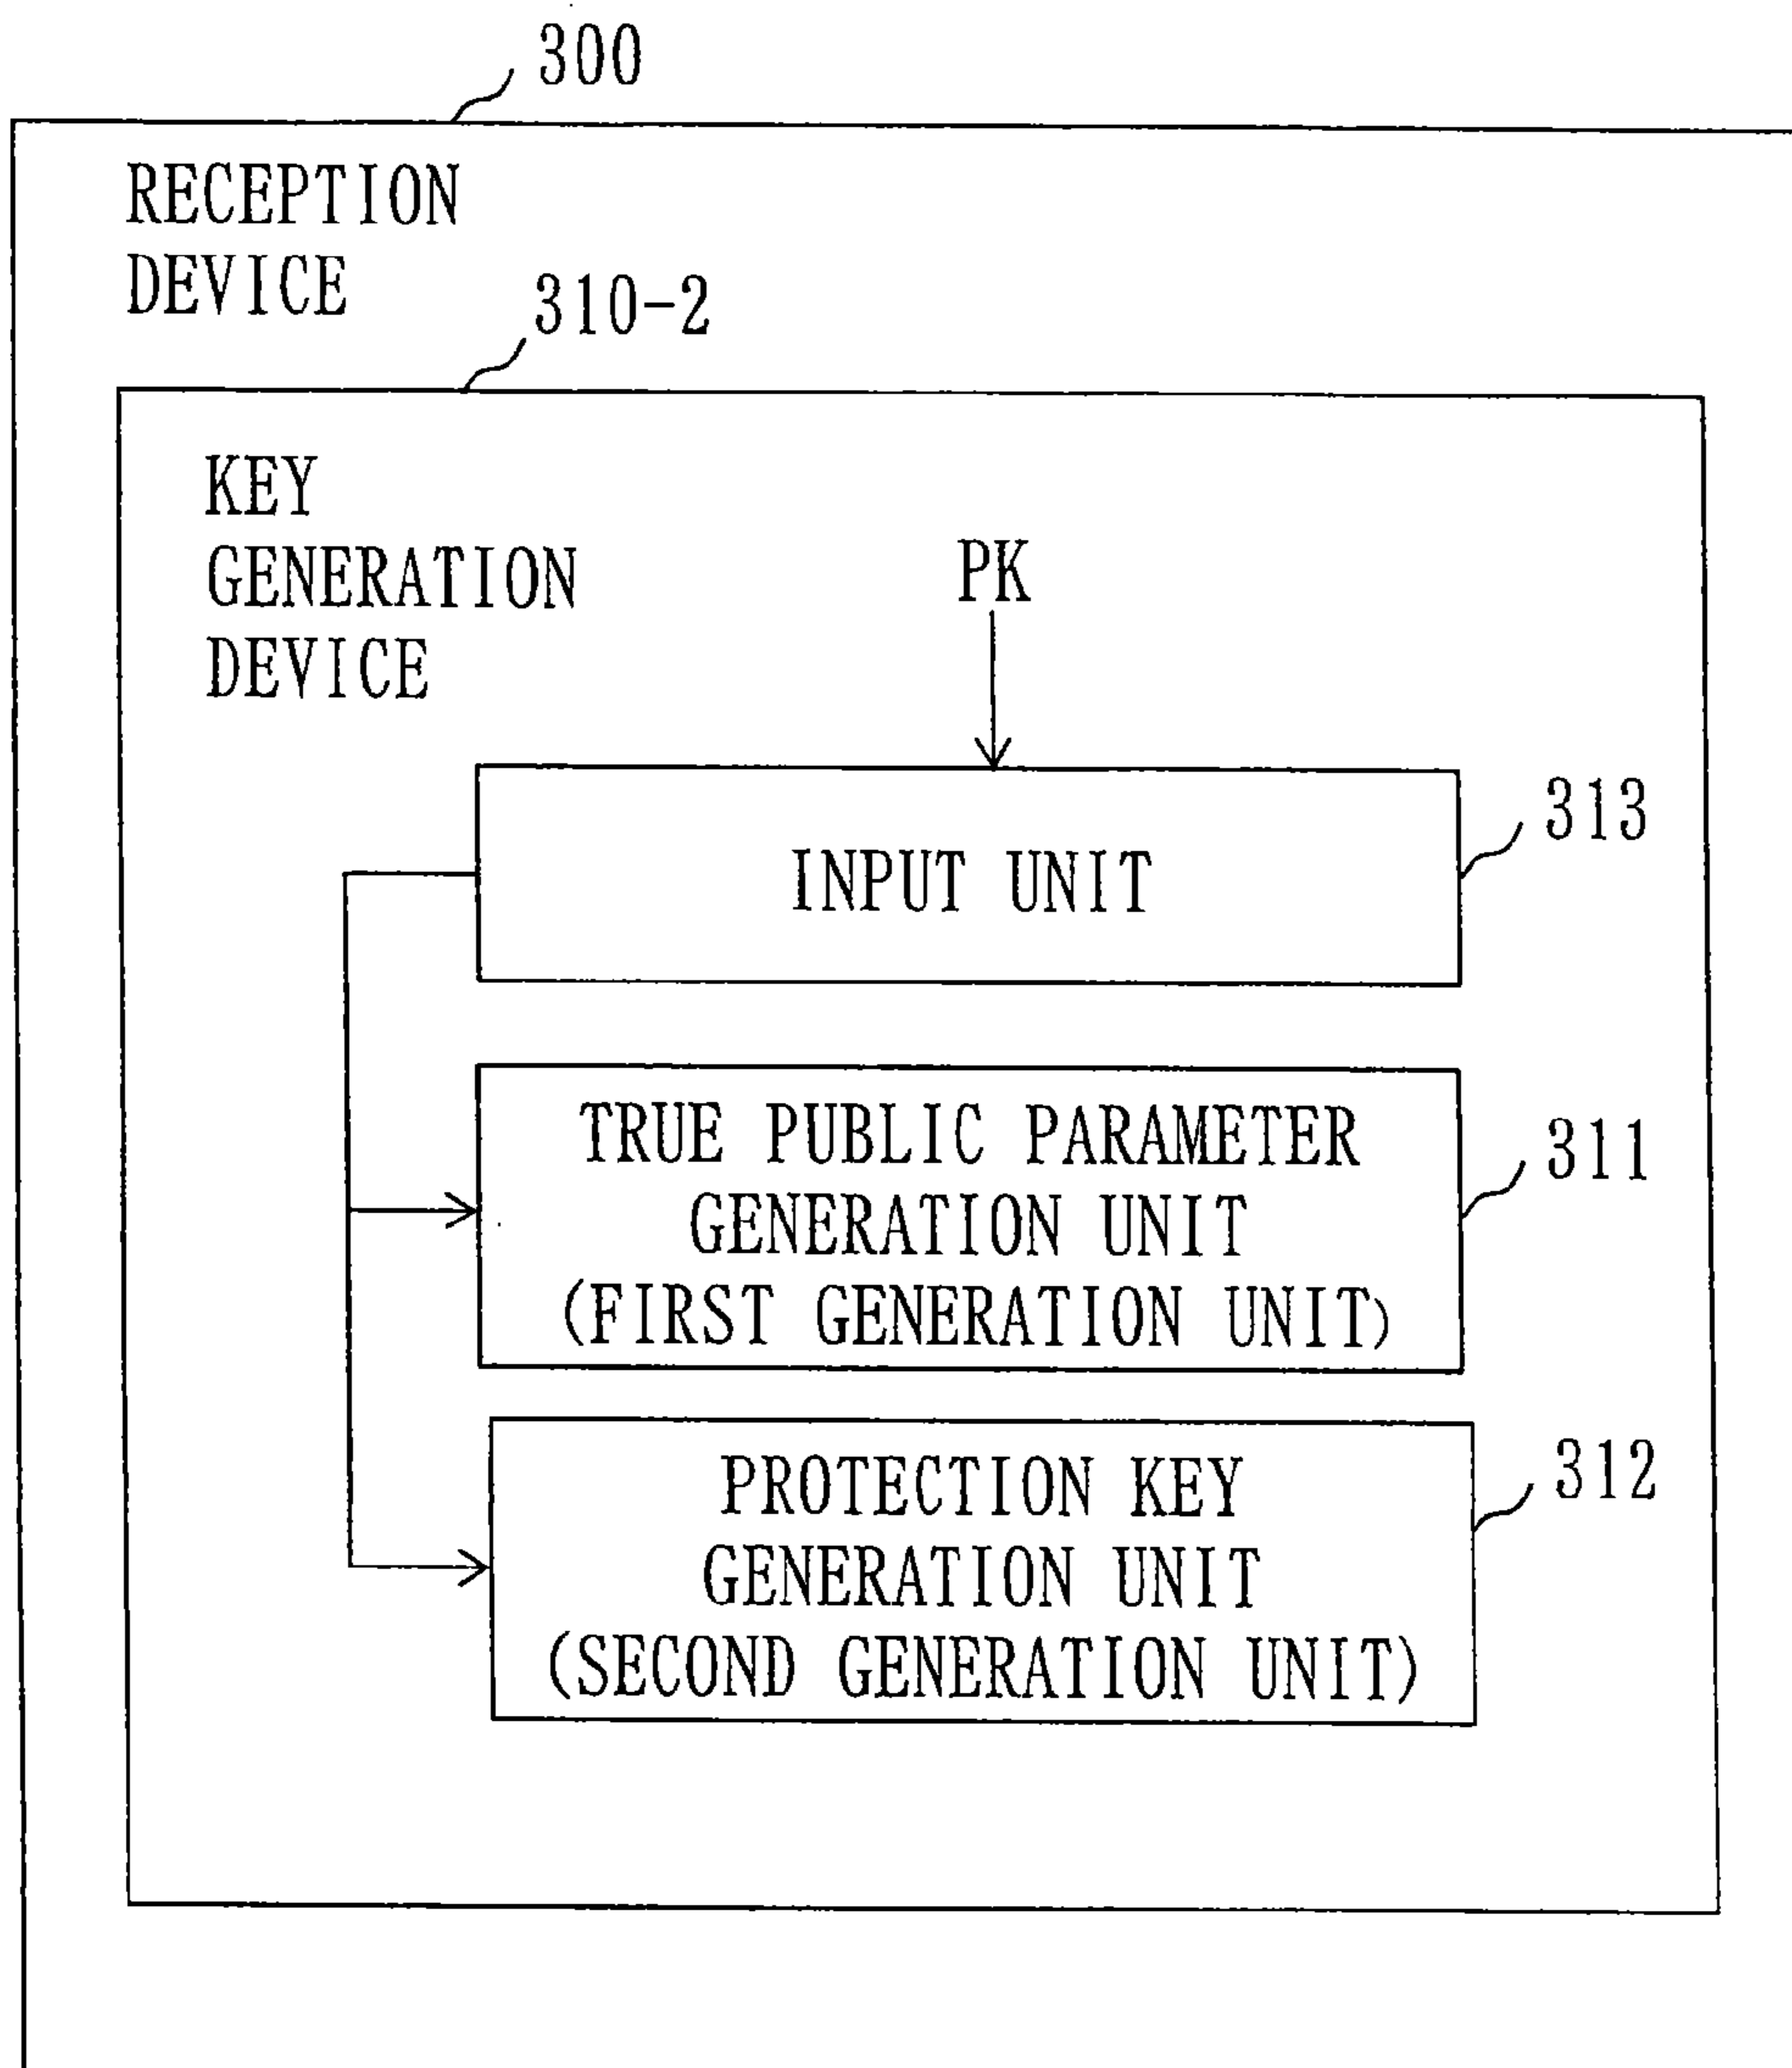 300
RECEPTION
DEVICE
310-2
KEY
GENERATION
DEVICE
PK
INPUT UNIT
313
TRUE PUBLIC PARAMETER
GENERATION UNIT
(FIRST GENERATION UNIT)
311
PROTECTION KEY
GENERATION UNIT
(SECOND GENERATION UNIT)
312